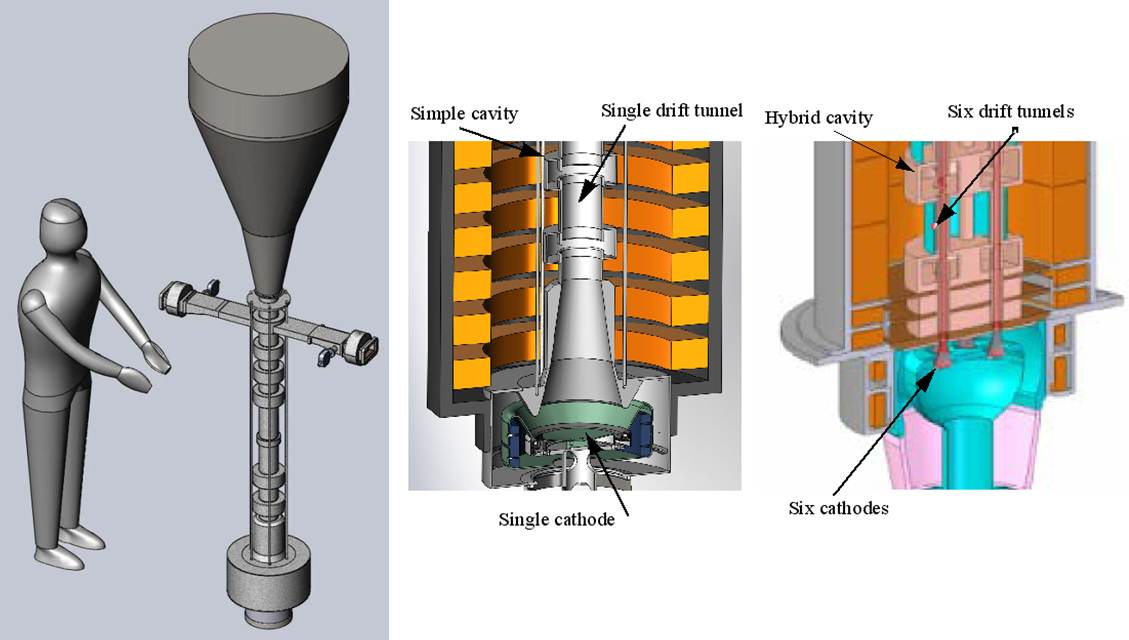 Simple cavity
Single drift tunnel
Hybrid cavity
Six drift tunnels
Single cathode
Six cathodes